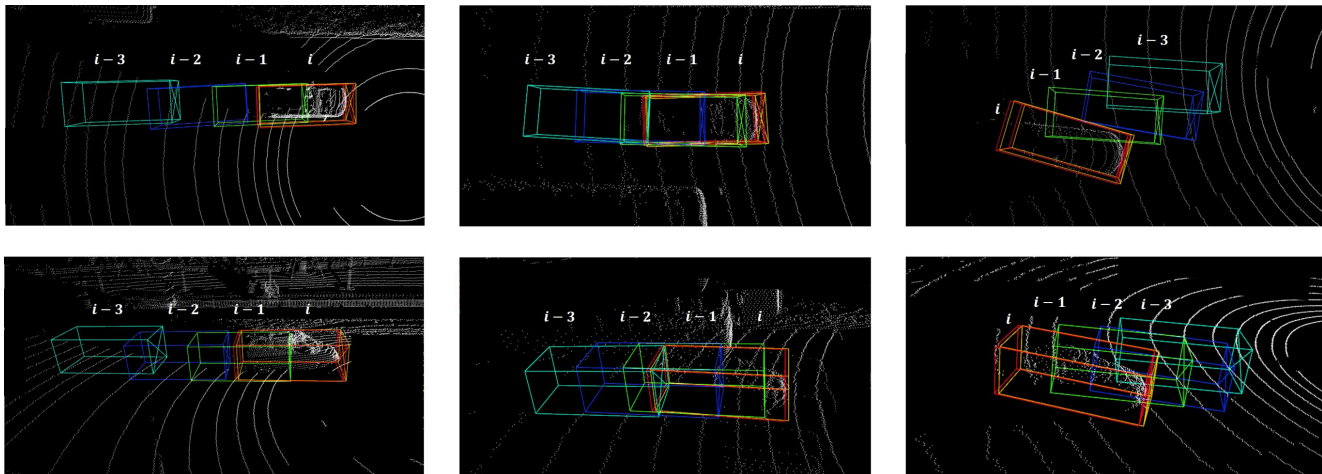 i − 3 i − 2 i − 1 i
i − 3 i − 2 i − 1 i
i − 3
i − 2
i − 1
i
i − 3 i − 2 i − 1 i
i − 3 i − 2 i − 1 i
i − 1 i − 2 i − 3
i